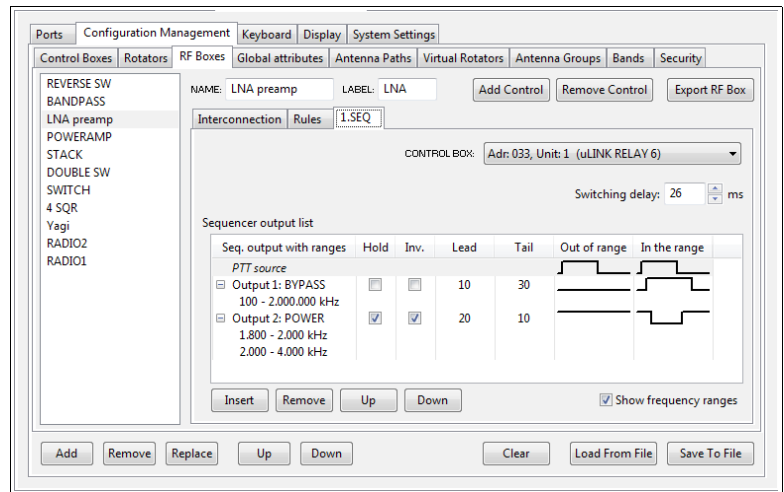 Ports Configuration Management Keyboard Display System Settings
Control Boxes Rotators RF Boxes Global attributes Antenna Paths Virtual Rotators Antenna Groups Bands Security
REVERSE SW
BANDPASS
LNA preamp
POWERAMP
STACK
DOUBLE SW
SWITCH
4 SQR
Yagi
RADIO2
RADIO1
NAME: LNA preamp LABEL: LNA Add Control Remove Control Export RF Box
Interconnection Rules 1.SEQ
CONTROL BOX: Adr: 033, Unit: 1 (uLINK RELAY 6)
Switching delay: 26 ms
Sequencer output list
Seq. output with ranges Hold Inv. Lead Tail Out of range In the range
PTT source
Output 1: BYPASS 10 30
100 - 2.000.000 kHz
Output 2: POWER 20 10
1.800 - 2.000 kHz
2.000 - 4.000 kHz
Insert Remove Up Down Show frequency ranges
Add Remove Replace Up Down Clear Load From File Save To File